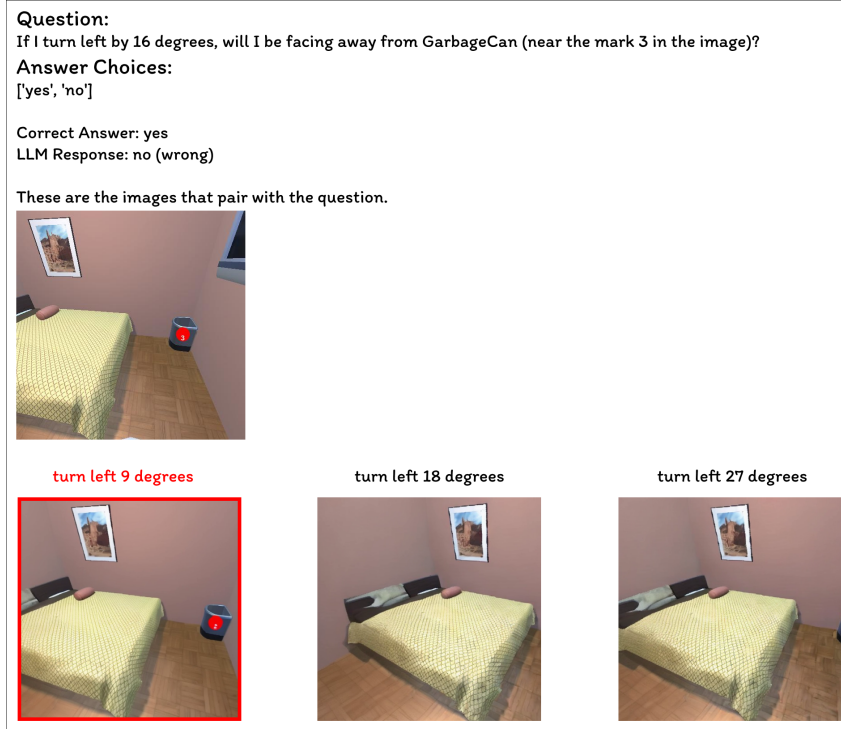 Question:
If I turn left by 16 degrees, will I be facing away from GarbageCan (near the mark 3 in the image)?
Answer Choices:
['yes', 'no']
Correct Answer: yes
LLM Response: no (wrong)
These are the images that pair with the question.
3
turn left 9 degrees
turn left 18 degrees
turn left 27 degrees
2